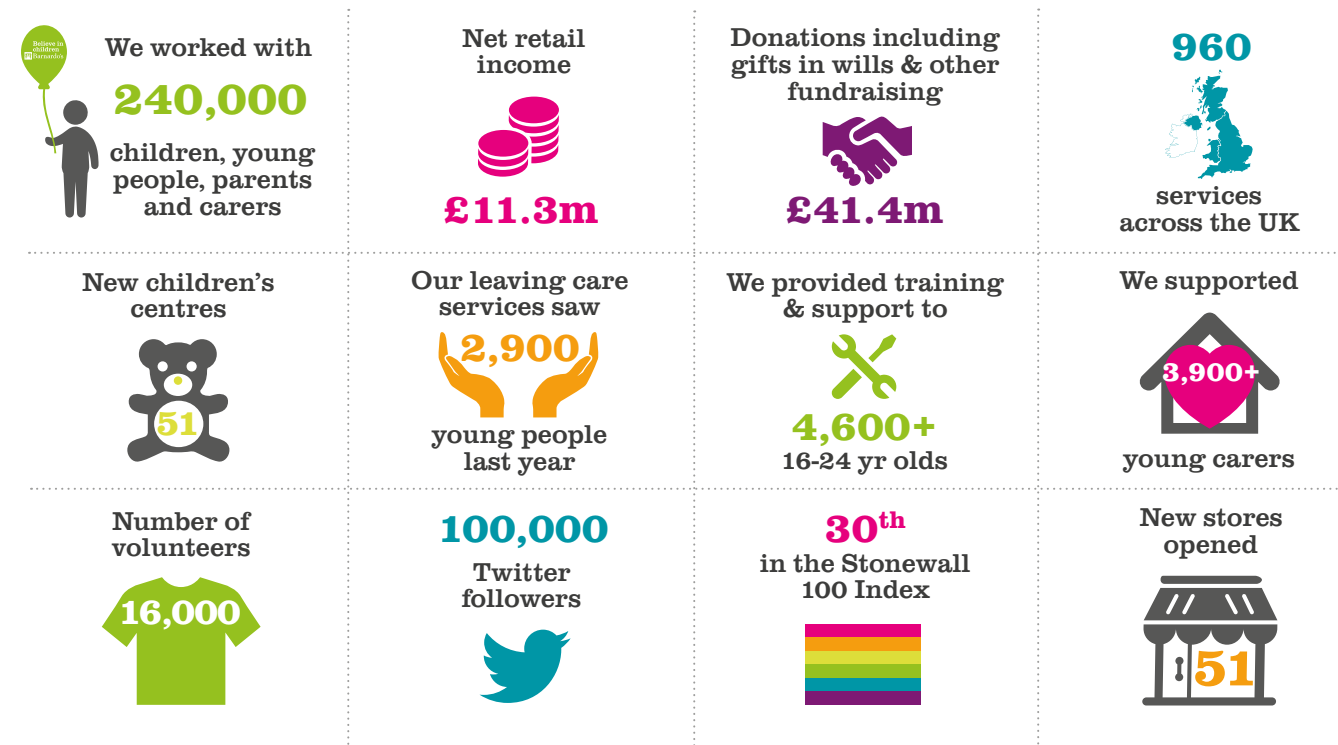 Believe in
children
Barnardo's
We worked with
240,000
children, young
people, parents
and carers
Net retail
income
£11.3m
Donations including
gifts in wills & other
fundraising
£41.4m
960
services
across the UK
New children's
centres
51
Our leaving care
services saw
2,900
young people
last year
We provided training
& support to
4,600+
16-24 yr olds
We supported
3,900+
young carers
Number of
volunteers
16,000
100,000
Twitter
followers
30th
in the Stonewall
100 Index
New stores
opened
51